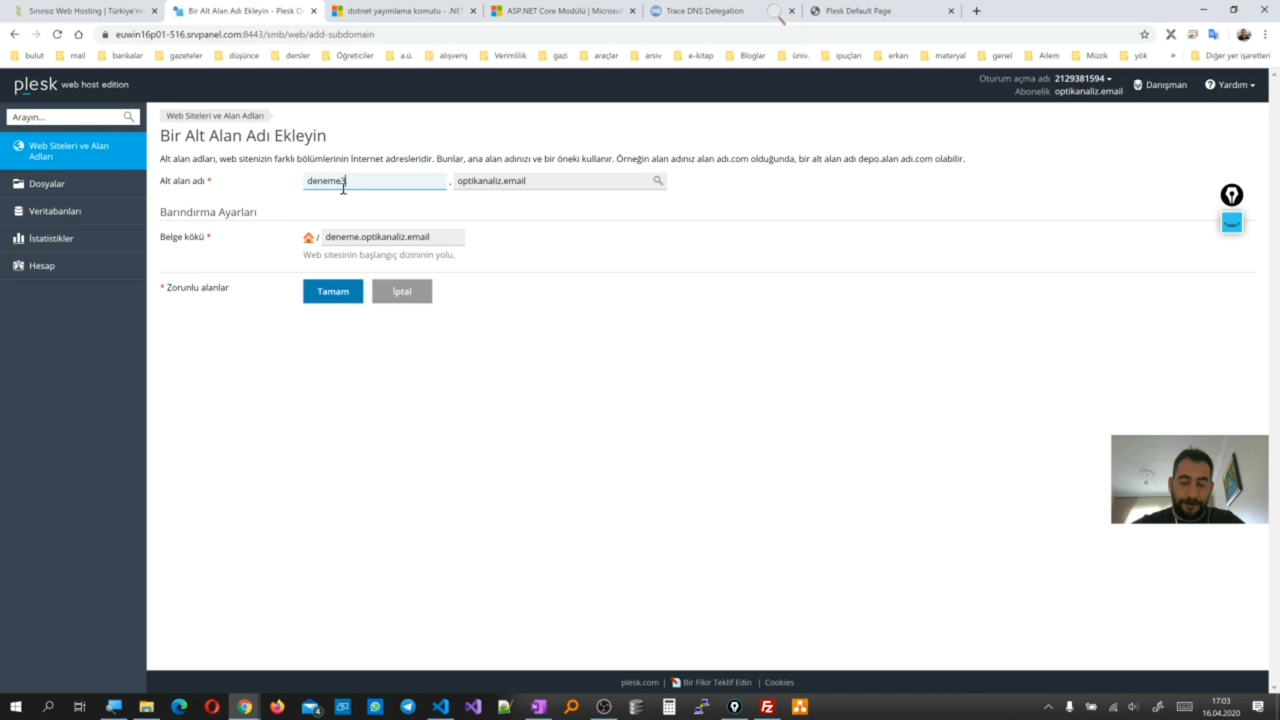 Sınırsız Web Hosting | Türkiye'nin
Bir Alt Alan Adı Ekleyin - Plesk O
dotnet yayımlama komutu - .NET
ASP.NET Core Modülü | Microsof
Trace DNS Delegation
Plesk Default Page
euwin16p01-516.srvpanel.com:8443/smb/web/add-subdomain
bulut
mail
bankalar
gazeteler
düşünce
dersler
Öğreticiler
a.ü.
alışveriş
Verimlilik
gazi
araçlar
arsiv
e-kitap
Bloglar
üniv.
ipuçları
erkan
materyal
genel
Ailem
Müzik
yök
»
Diğer yer işaretleri
plesk web host edition
Oturum açma adı 2129381594
Abonelik optikanaliz.email
Danışman
Yardım
Arayın...
Web Siteleri ve Alan Adları
Web Siteleri ve Alan
Adları
Dosyalar
Veritabanları
İstatistikler
Hesap
Bir Alt Alan Adı Ekleyin
Alt alan adları, web sitenizin farklı bölümlerinin İnternet adresleridir. Bunlar, ana alan adınızı ve bir öneki kullanır. Örneğin alan adınız alan adı.com olduğunda, bir alt alan adı depo.alan adı.com olabilir.
Alt alan adı * deneme3 . optikanaliz.email
Barındırma Ayarları
Belge kökü * / deneme.optikanaliz.email
Web sitesinin başlangıç dizininin yolu.
* Zorunlu alanlar
Tamam
İptal
plesk.com | Bir Fikir Teklif Edin | Cookies
4
17:03
16.04.2020